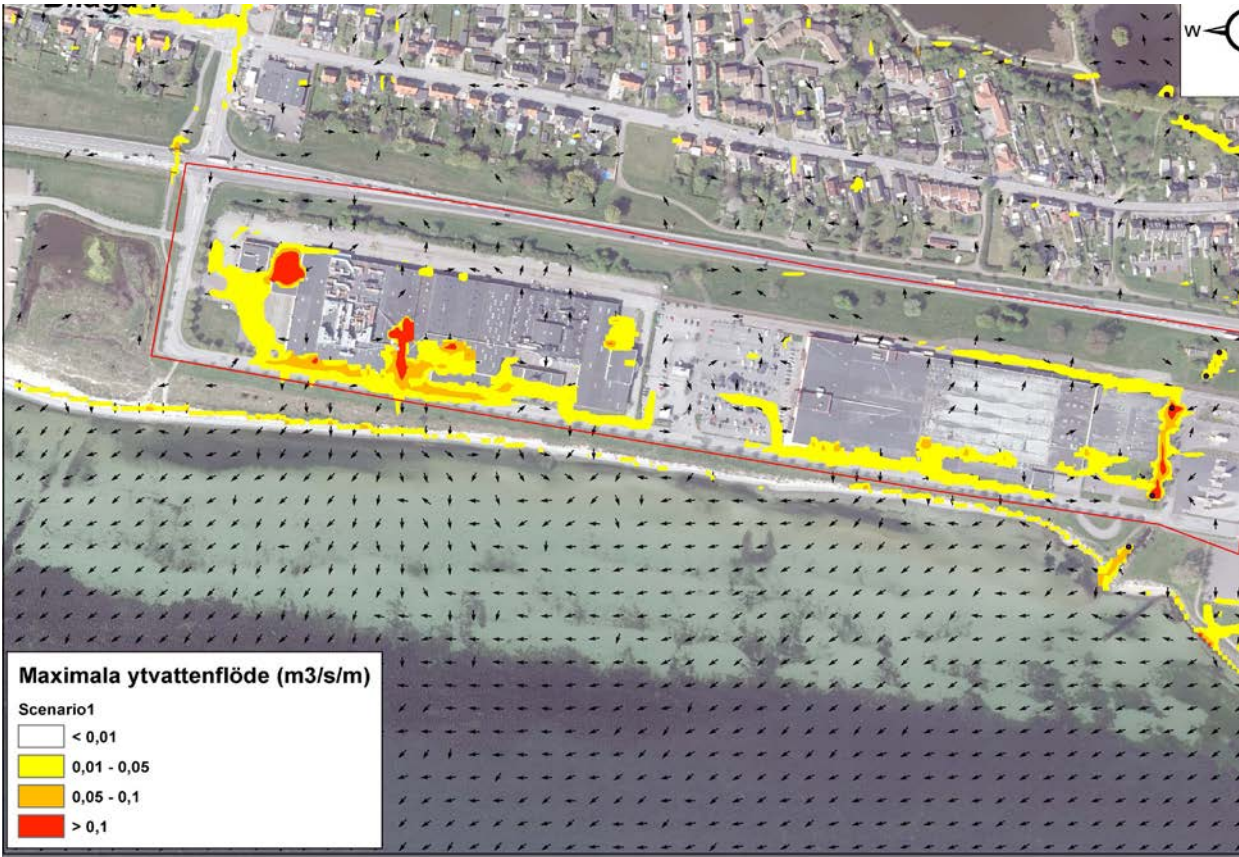 W
Maximala ytvattenflöde (m3/s/m)
Scenario1
< 0,01
0,01 - 0,05
0,05 - 0,1
> 0,1